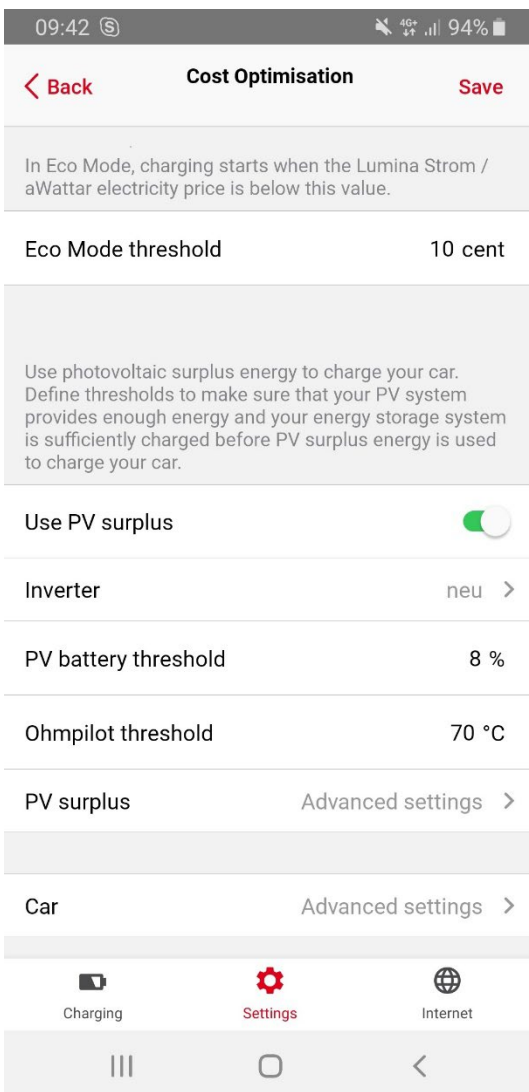 09:42 Ⓢ 4G+ 94%
Back Cost Optimisation Save
In Eco Mode, charging starts when the Lumina Strom /
aWattar electricity price is below this value.
Eco Mode threshold 10 cent
Use photovoltaic surplus energy to charge your car.
Define thresholds to make sure that your PV system
provides enough energy and your energy storage system
is sufficiently charged before PV surplus energy is used
to charge your car.
Use PV surplus
Inverter neu
PV battery threshold 8 %
Ohmpilot threshold 70 °C
PV surplus Advanced settings
Car Advanced settings
Charging Settings Internet